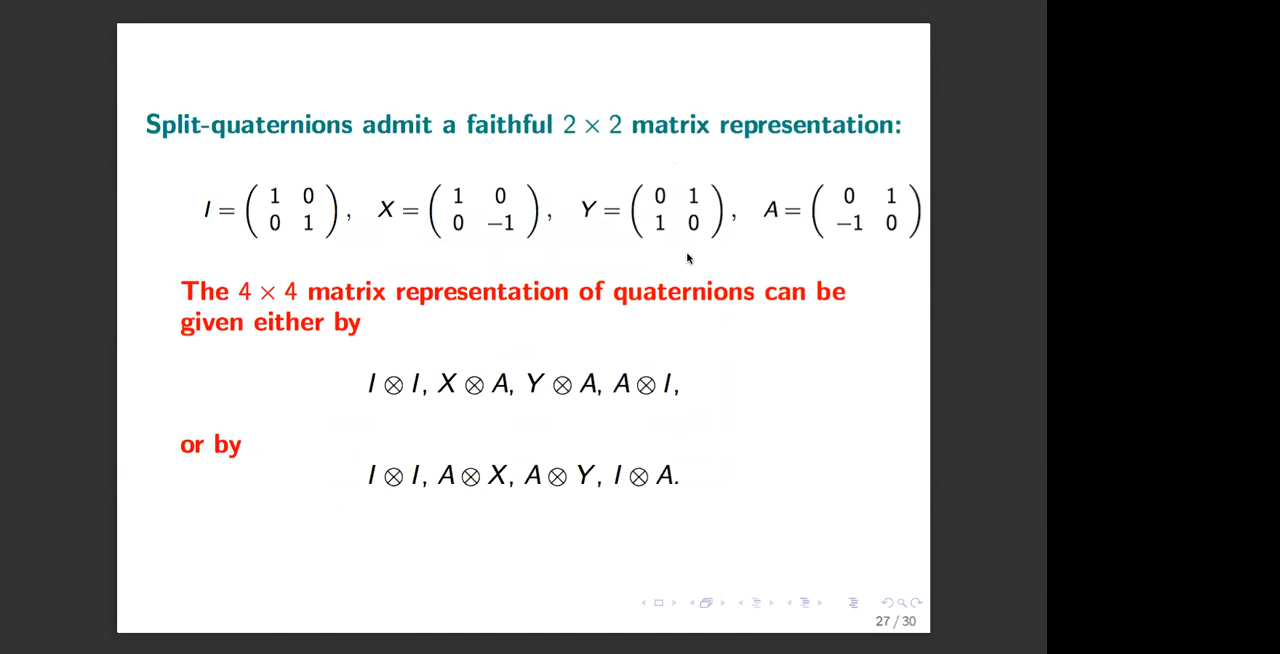 Split-quaternions admit a faithful 2 × 2 matrix representation:
I = ( 1 0 ; 0 1 ) , X = ( 1 0 ; 0 −1 ) , Y = ( 0 1 ; 1 0 ) , A = ( 0 1 ; −1 0 )
The 4 × 4 matrix representation of quaternions can be
given either by
I ⊗ I, X ⊗ A, Y ⊗ A, A ⊗ I,
or by
I ⊗ I, A ⊗ X, A ⊗ Y, I ⊗ A.
27 / 30